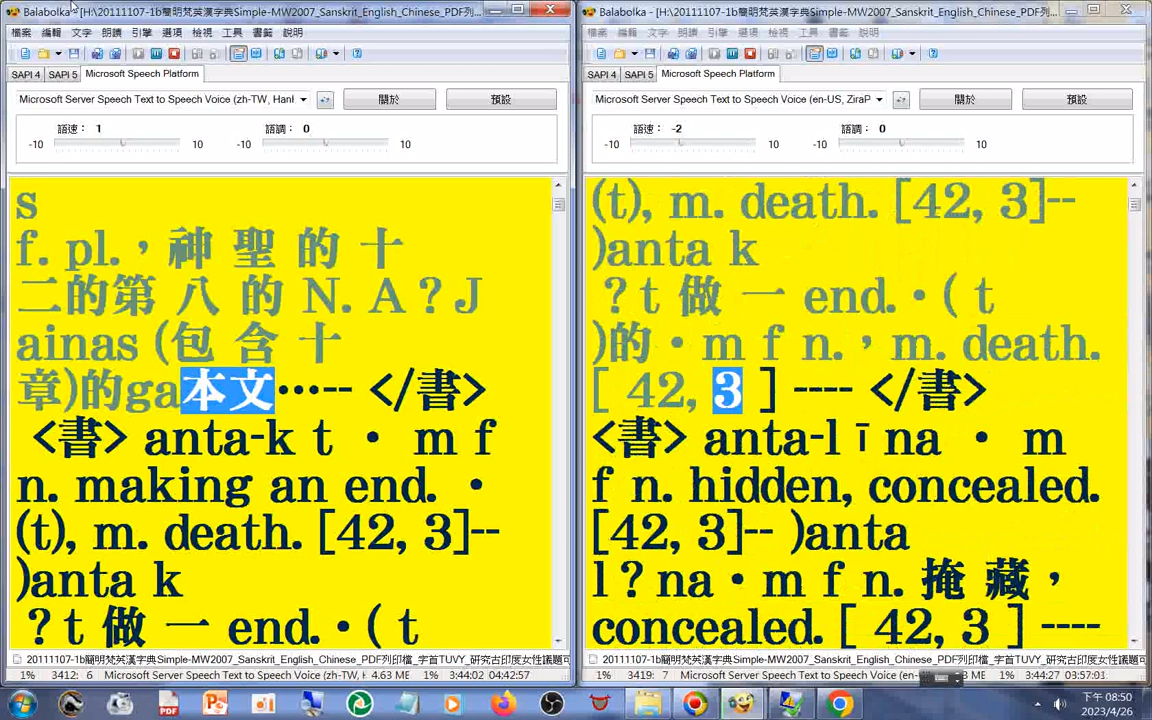 Balabolka - [H:\20111107-1b簡明梵英漢字典Simple-MW2007_Sanskrit_English_Chinese_PDF列...
檔案 編輯 文字 朗讀 引擎 選項 檢視 工具 書籤 說明
SAPI 4 SAPI 5 Microsoft Speech Platform
Microsoft Server Speech Text to Speech Voice (zh-TW, Hanl 關於 預設
語速： 1 語調： 0
-10 10 -10 10
s
f. pl.，神 聖 的 十
二的第 八 的 N. A？J
ainas (包 含 十
章)的ga本文…-- </書>
<書> anta-k t • m f
n. making an end. •
(t), m. death. [42, 3]--
)anta k
？t 做 一 end.•( t
20111107-1b簡明梵英漢字典Simple-MW2007_Sanskrit_English_Chinese_PDF列印檔_字首TUVY_研究古印度女性議題可
1% 3412: 6 Microsoft Server Speech Text to Speech Voice (zh-TW, H 4.63 MB 1% 3:44:02 04:42:57
Balabolka - [H:\20111107-1b簡明梵英漢字典Simple-MW2007_Sanskrit_English_Chinese_PDF列印...
檔案 編輯 文字 朗讀 引擎 選項 檢視 工具 書籤 說明
SAPI 4 SAPI 5 Microsoft Speech Platform
Microsoft Server Speech Text to Speech Voice (en-US, ZiraP 關於 預設
語速： -2 語調： 0
-10 10 -10 10
(t), m. death. [42, 3]--
)anta k
？t 做 一 end.•( t
)的•m f n.，m. death.
[ 42, 3 ] ---- </書>
<書> anta-l ī na • m
f n. hidden, concealed.
[42, 3]-- )anta
l？na•m f n. 掩 藏，
concealed. [ 42, 3 ] ----
20111107-1b簡明梵英漢字典Simple-MW2007_Sanskrit_English_Chinese_PDF列印檔_字首TUVY_研究古印度女性議題可
1% 3419: 7 Microsoft Server Speech Text to Speech Voice (en-US, Z 3 MB 1% 3:44:27 03:57:01
下午 08:50
2023/4/26